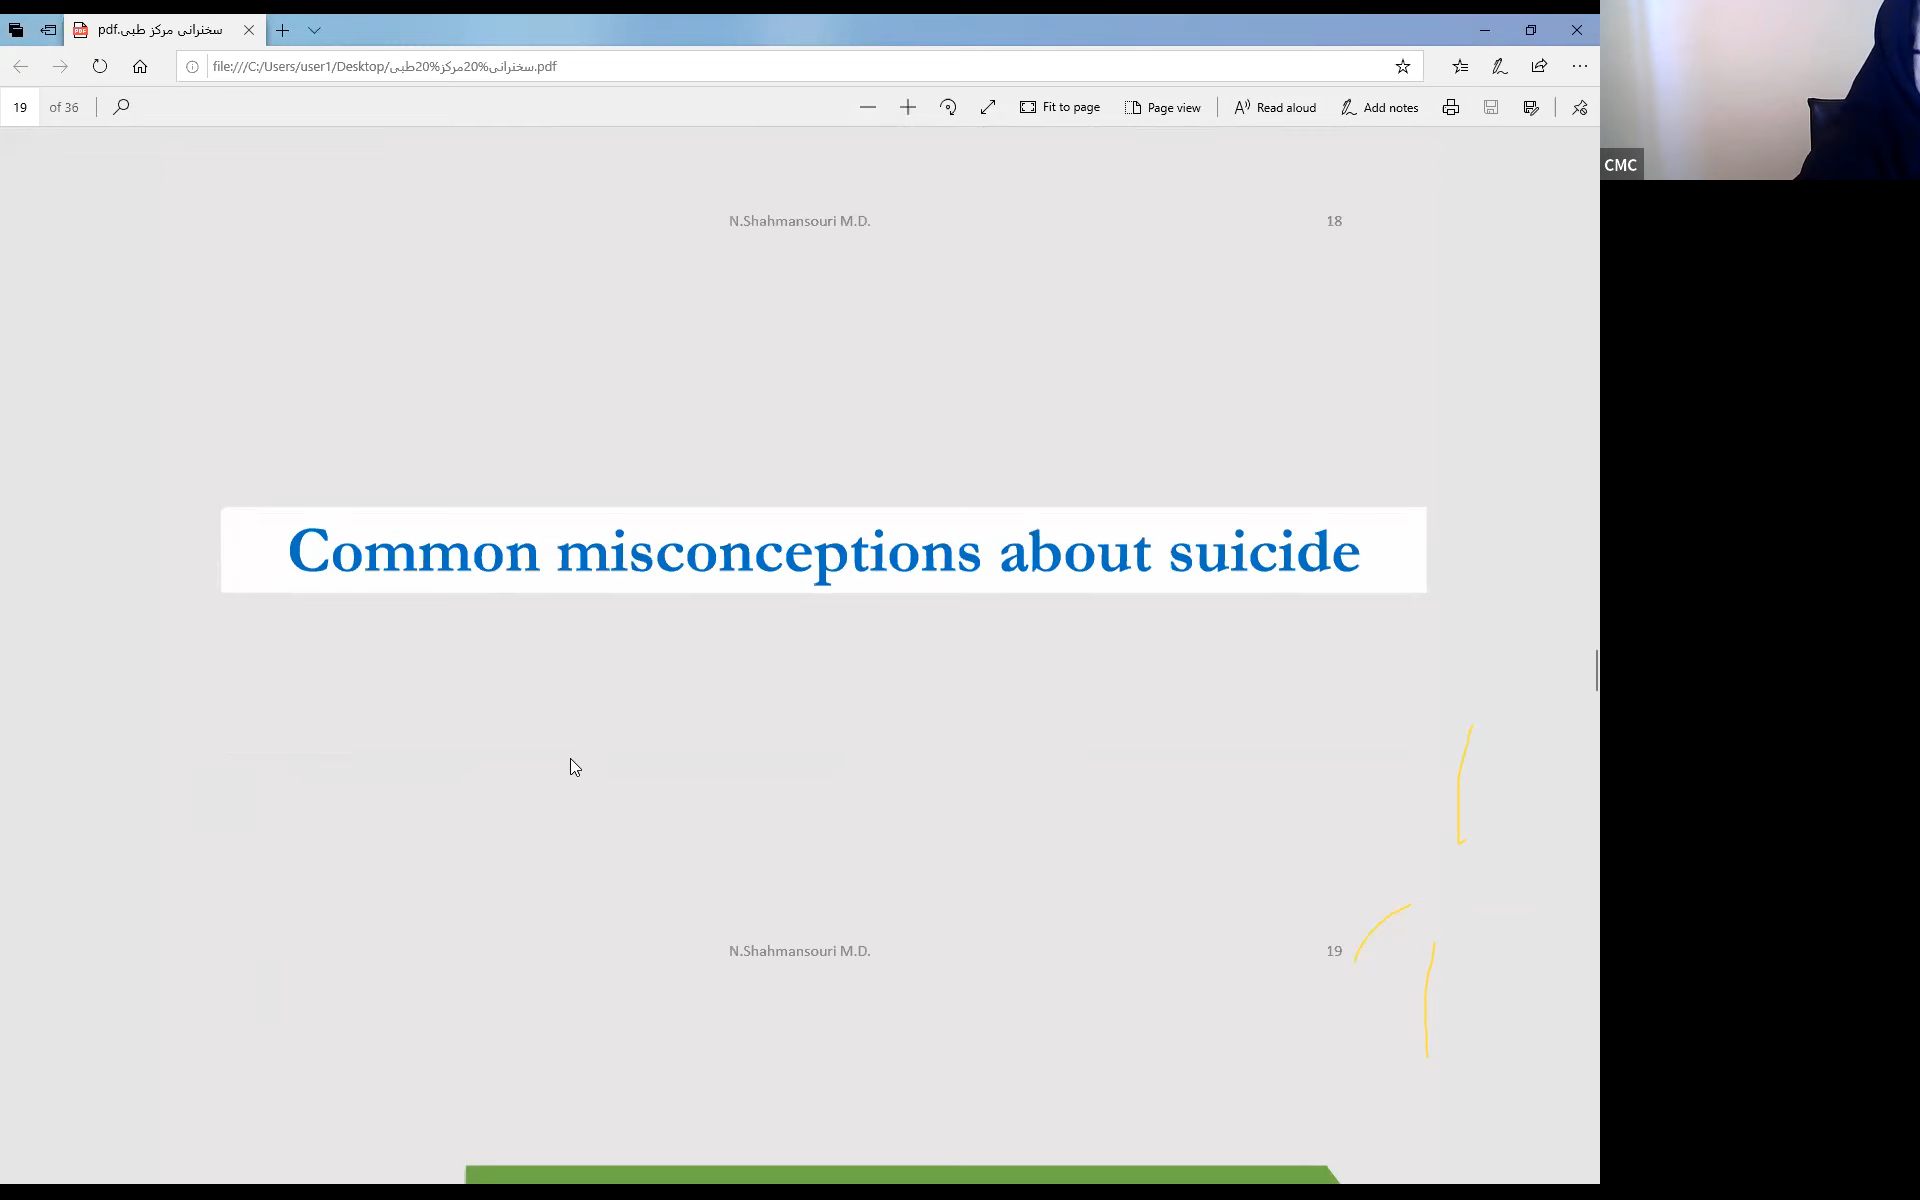 سخنرانی مرکز طبی.pdf
file:///C:/Users/user1/Desktop/سخنرانی%20مرکز%20طبی.pdf
19 of 36
Fit to page
Page view
Read aloud
Add notes
CMC
N.Shahmansouri M.D.
18
Common misconceptions about suicide
N.Shahmansouri M.D.
19